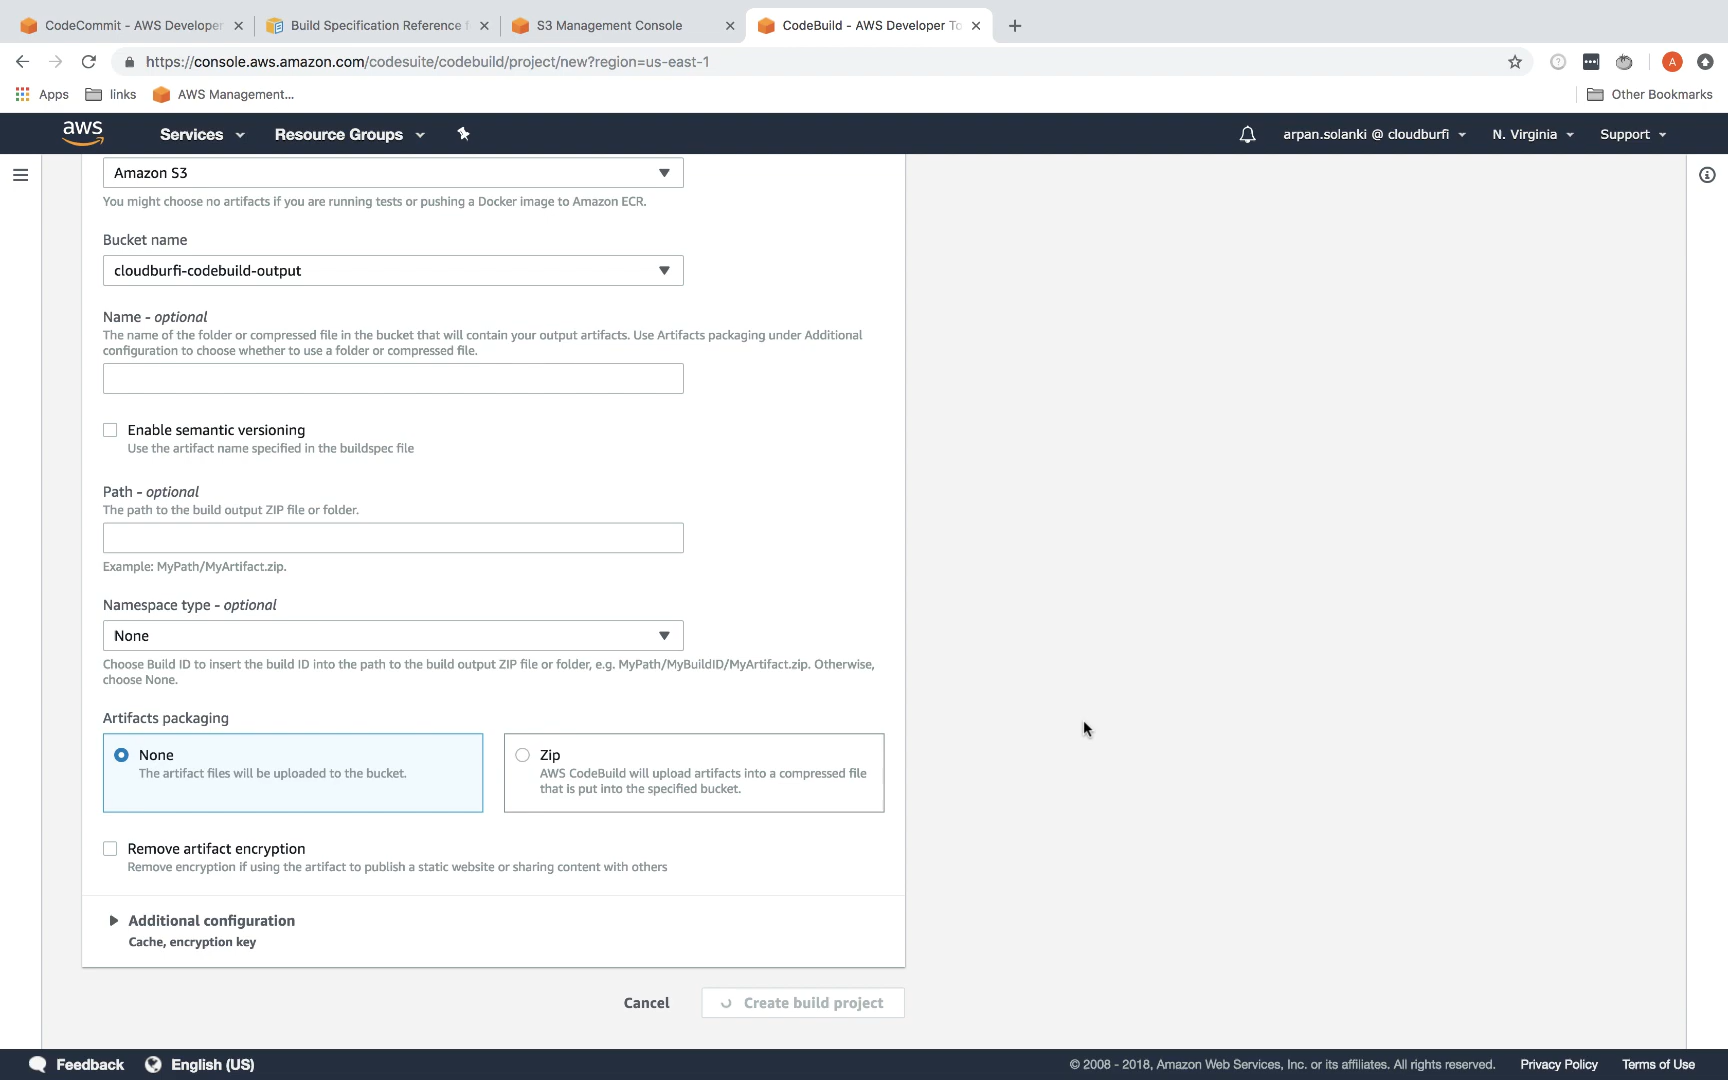 CodeCommit - AWS Developer
Build Specification Reference f
S3 Management Console
CodeBuild - AWS Developer To
https://console.aws.amazon.com/codesuite/codebuild/project/new?region=us-east-1
A
Apps
links
AWS Management...
Other Bookmarks
aws
Services
Resource Groups
arpan.solanki @ cloudburfi
N. Virginia
Support
Amazon S3
You might choose no artifacts if you are running tests or pushing a Docker image to Amazon ECR.
Bucket name
cloudburfi-codebuild-output
Name - optional
The name of the folder or compressed file in the bucket that will contain your output artifacts. Use Artifacts packaging under Additional
configuration to choose whether to use a folder or compressed file.
Enable semantic versioning
Use the artifact name specified in the buildspec file
Path - optional
The path to the build output ZIP file or folder.
Example: MyPath/MyArtifact.zip.
Namespace type - optional
None
Choose Build ID to insert the build ID into the path to the build output ZIP file or folder, e.g. MyPath/MyBuildID/MyArtifact.zip. Otherwise,
choose None.
Artifacts packaging
None
The artifact files will be uploaded to the bucket.
Zip
AWS CodeBuild will upload artifacts into a compressed file
that is put into the specified bucket.
Remove artifact encryption
Remove encryption if using the artifact to publish a static website or sharing content with others
Additional configuration
Cache, encryption key
Cancel
Create build project
Feedback
English (US)
© 2008 - 2018, Amazon Web Services, Inc. or its affiliates. All rights reserved.
Privacy Policy
Terms of Use